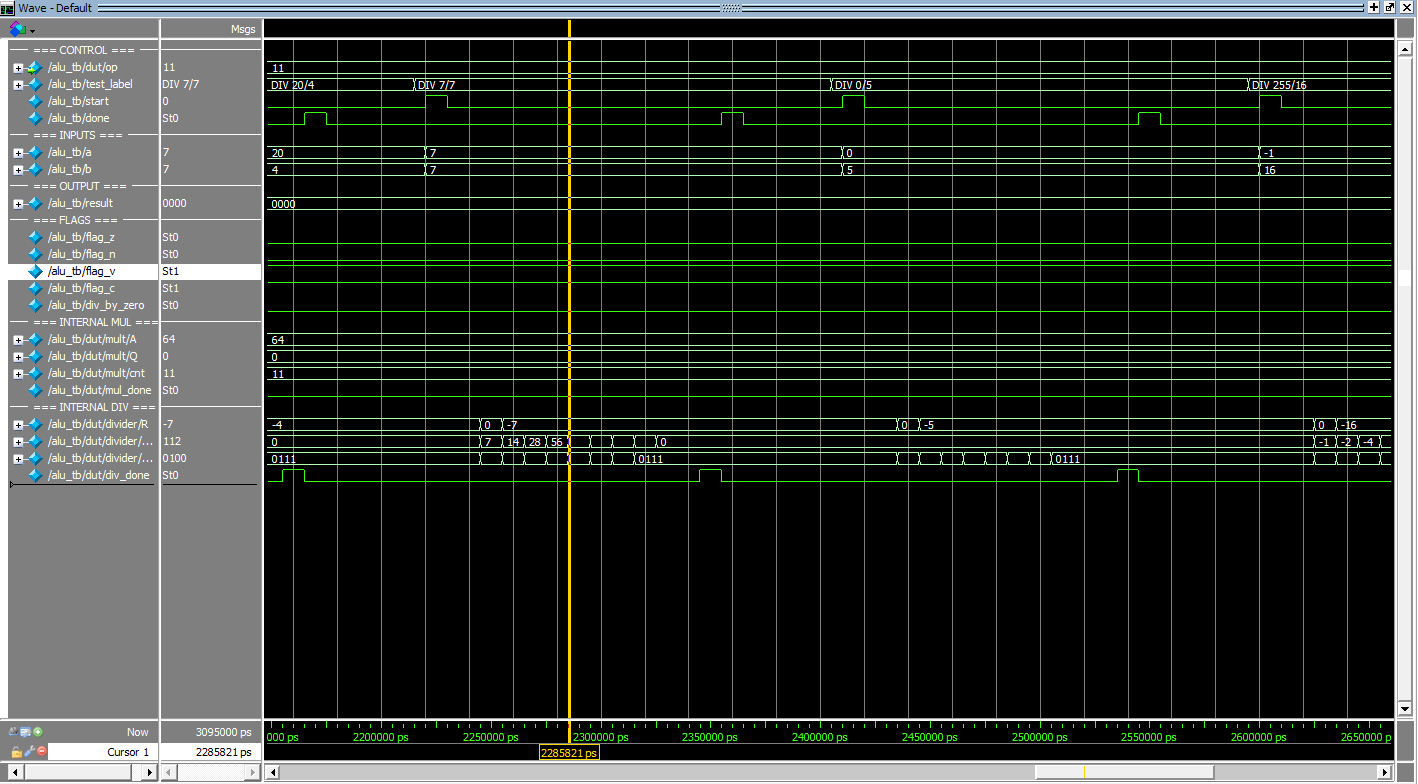 Wave - Default
Msgs
=== CONTROL ===
/alu_tb/dut/op 11 11
/alu_tb/test_label DIV 7/7 DIV 20/4 DIV 7/7 DIV 0/5 DIV 255/16
/alu_tb/start 0
/alu_tb/done St0
=== INPUTS ===
/alu_tb/a 7 20 7 0 -1
/alu_tb/b 7 4 7 5 16
=== OUTPUT ===
/alu_tb/result 0000 0000
=== FLAGS ===
/alu_tb/flag_z St0
/alu_tb/flag_n St0
/alu_tb/flag_v St1
/alu_tb/flag_c St1
/alu_tb/div_by_zero St0
=== INTERNAL MUL ===
/alu_tb/dut/mult/A 64 64
/alu_tb/dut/mult/Q 0 0
/alu_tb/dut/mult/cnt 11 11
/alu_tb/dut/mul_done St0
=== INTERNAL DIV ===
/alu_tb/dut/divider/R -7 -4 0 -7 0 -5 0 -16
/alu_tb/dut/divider/... 112 0 7 14 28 56 0 -1 -2 -4
/alu_tb/dut/divider/... 0100 0111 0111 0111
/alu_tb/dut/div_done St0
Now 3095000 ps 000 ps 2200000 ps 2250000 ps 2300000 ps 2350000 ps 2400000 ps 2450000 ps 2500000 ps 2550000 ps 2600000 ps 2650000 p
Cursor 1 2285821 ps 2285821 ps